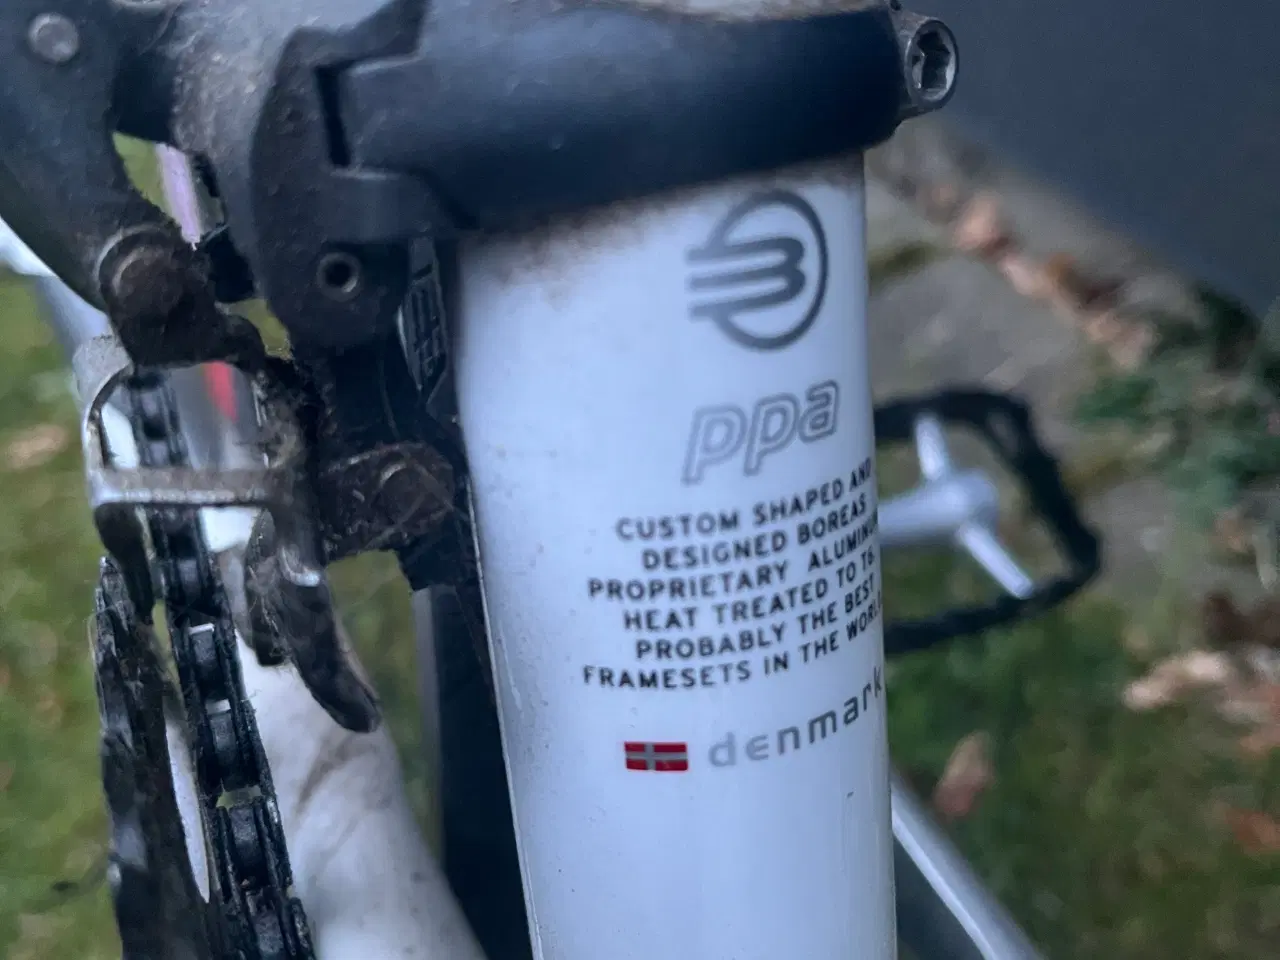 ppa
CUSTOM SHAPED AND
DESIGNED BOREAS
PROPRIETARY ALUMINU
HEAT TREATED TO T6
PROBABLY THE BEST
FRAMESETS IN THE WORL
denmark